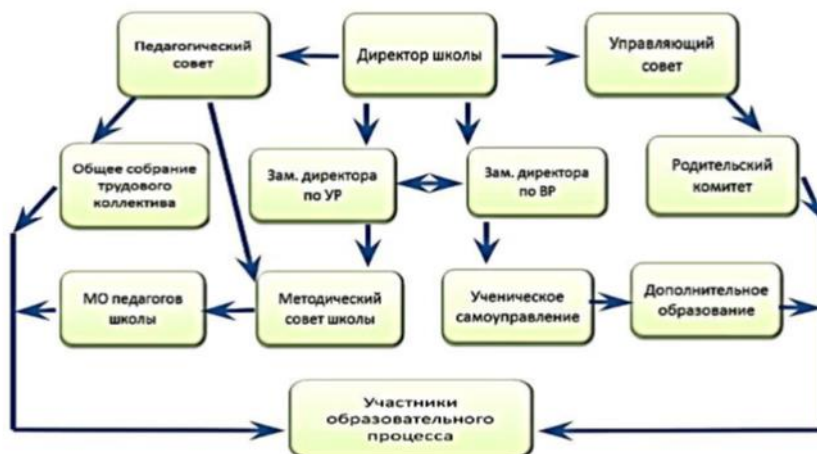 Педагогический
совет
Директор школы
Управляющий
совет
Общее собрание
трудового
коллектива
Зам. директора
по УР
Зам. директора
по ВР
Родительский
комитет
МО педагогов
школы
Методический
совет школы
Ученическое
самоуправление
Дополнительное
образование
Участники
образовательного
процесса